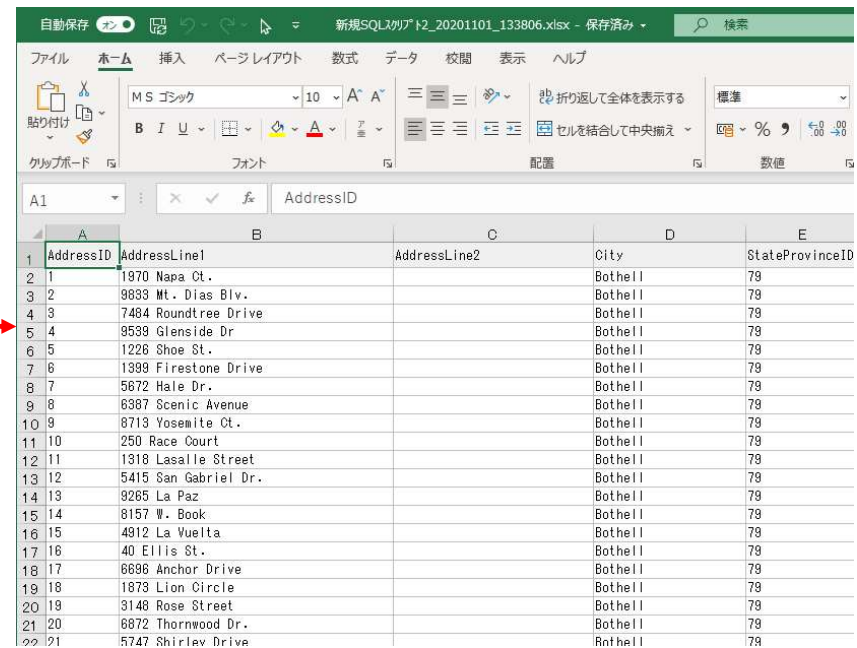 自動保存 オン 新規SQLスクリプト2_20201101_133806.xlsx - 保存済み 検索
ファイル ホーム 挿入 ページ レイアウト 数式 データ 校閲 表示 ヘルプ
貼り付け MS ゴシック 10 A A 折り返して全体を表示する 標準
B I U A セルを結合して中央揃え % 9
クリップボード フォント 配置 数値
A1 fx AddressID
A B C D E
1 AddressID AddressLine1 AddressLine2 City StateProvinceID
2 1 1970 Napa Ct. Bothell 79
3 2 9833 Mt. Dias Blv. Bothell 79
4 3 7484 Roundtree Drive Bothell 79
5 4 9539 Glenside Dr Bothell 79
6 5 1226 Shoe St. Bothell 79
7 6 1399 Firestone Drive Bothell 79
8 7 5672 Hale Dr. Bothell 79
9 8 6387 Scenic Avenue Bothell 79
10 9 8713 Yosemite Ct. Bothell 79
11 10 250 Race Court Bothell 79
12 11 1318 Lasalle Street Bothell 79
13 12 5415 San Gabriel Dr. Bothell 79
14 13 9265 La Paz Bothell 79
15 14 8157 W. Book Bothell 79
16 15 4912 La Vuelta Bothell 79
17 16 40 Ellis St. Bothell 79
18 17 6696 Anchor Drive Bothell 79
19 18 1873 Lion Circle Bothell 79
20 19 3148 Rose Street Bothell 79
21 20 6872 Thornwood Dr. Bothell 79
22 21 5747 Shirley Drive Bothell 79